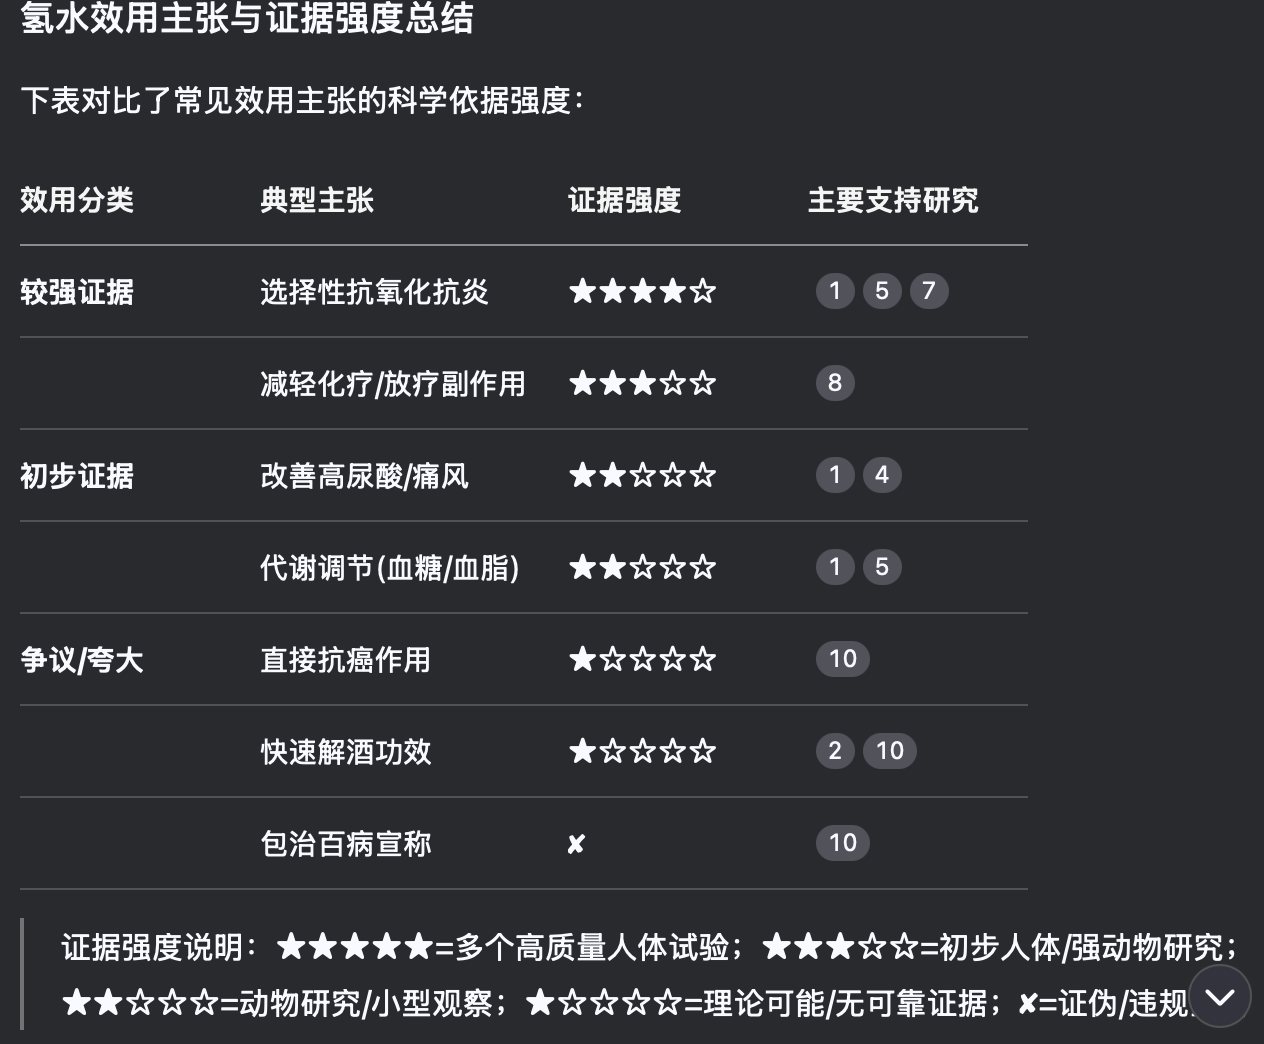 氢水效用主张与证据强度总结
下表对比了常见效用主张的科学依据强度：
效用分类 典型主张 证据强度 主要支持研究
较强证据 选择性抗氧化抗炎 ★★★★☆ 1 5 7
减轻化疗/放疗副作用 ★★★☆☆ 8
初步证据 改善高尿酸/痛风 ★★☆☆☆ 1 4
代谢调节(血糖/血脂) ★★☆☆☆ 1 5
争议/夸大 直接抗癌作用 ★☆☆☆☆ 10
快速解酒功效 ★☆☆☆☆ 2 10
包治百病宣称 ✘ 10
证据强度说明：★★★★★=多个高质量人体试验；★★★☆☆=初步人体/强动物研究；
★★☆☆☆=动物研究/小型观察；★☆☆☆☆=理论可能/无可靠证据；✘=证伪/违规